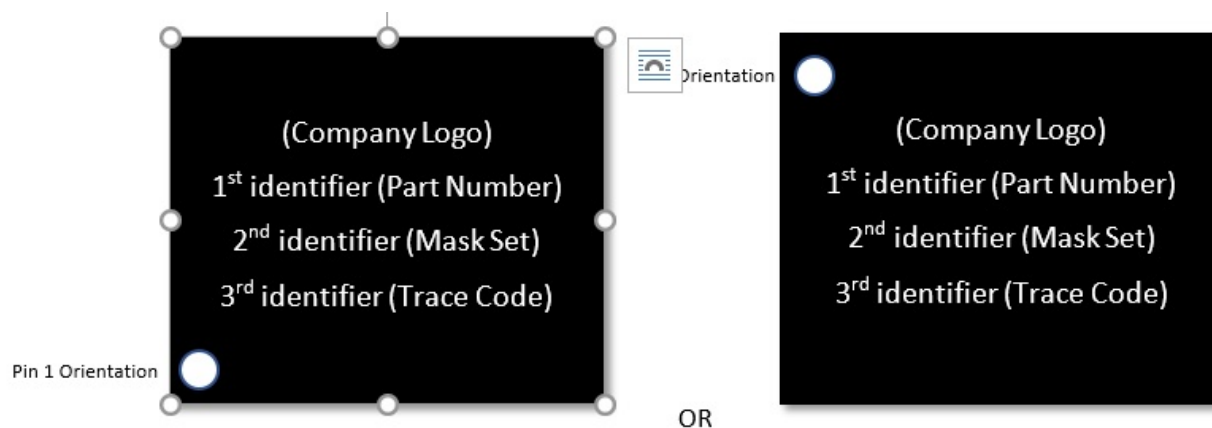 (Company Logo)
1st identifier (Part Number)
2nd identifier (Mask Set)
3rd identifier (Trace Code)
Pin 1 Orientation
OR
Orientation
(Company Logo)
1st identifier (Part Number)
2nd identifier (Mask Set)
3rd identifier (Trace Code)